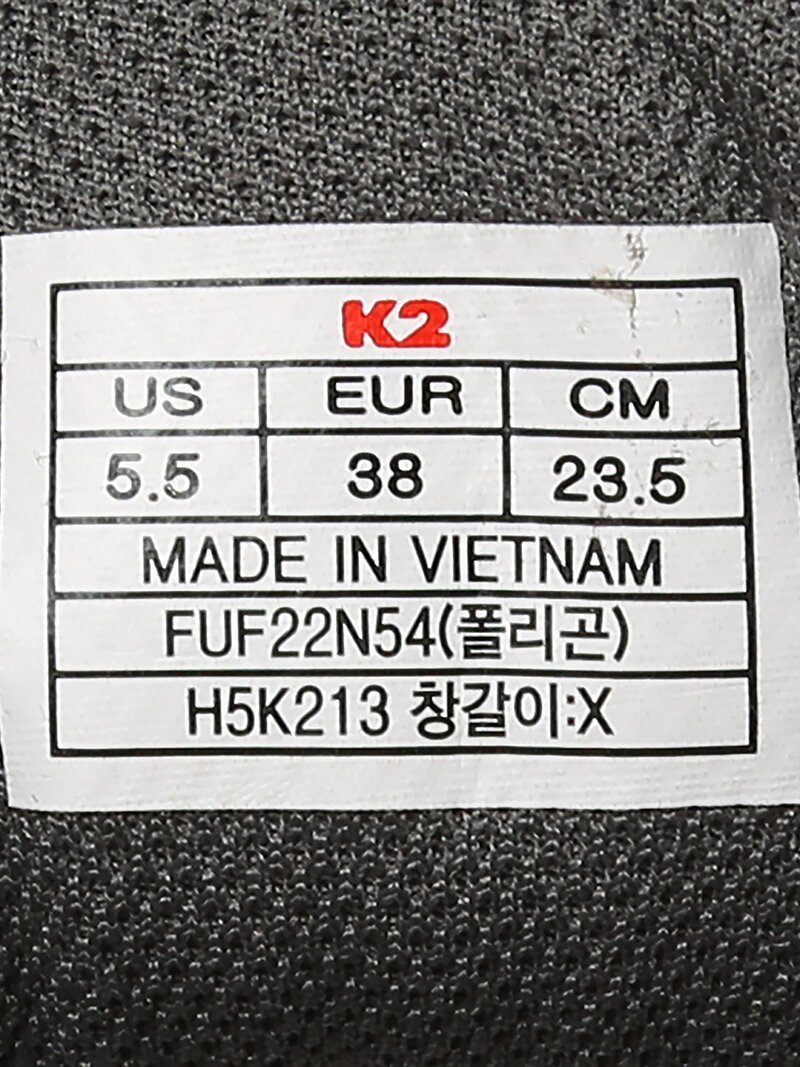 K2
US EUR CM
5.5 38 23.5
MADE IN VIETNAM
FUF22N54(폴리곤)
H5K213 창갈이:X